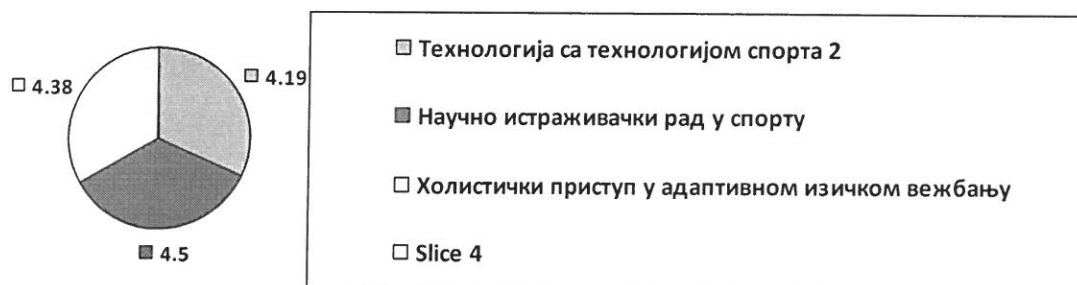 4.38
4.19
4.5
Технологија са технологијом спорта 2
Научно истраживачки рад у спорту
Холистички приступ у адаптивном изичком вежбању
Slice 4